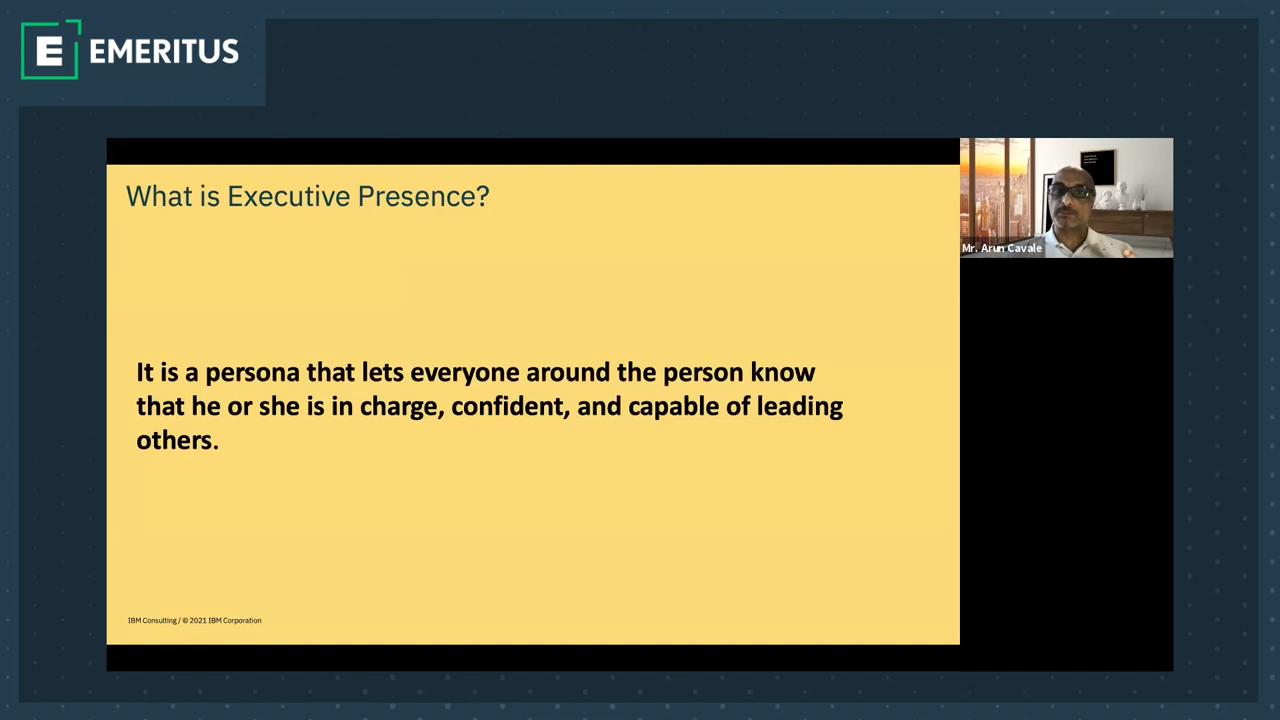 E EMERITUS
What is Executive Presence?
Mr. Arun Cavale
It is a persona that lets everyone around the person know
that he or she is in charge, confident, and capable of leading
others.
IBM Consulting / © 2021 IBM Corporation